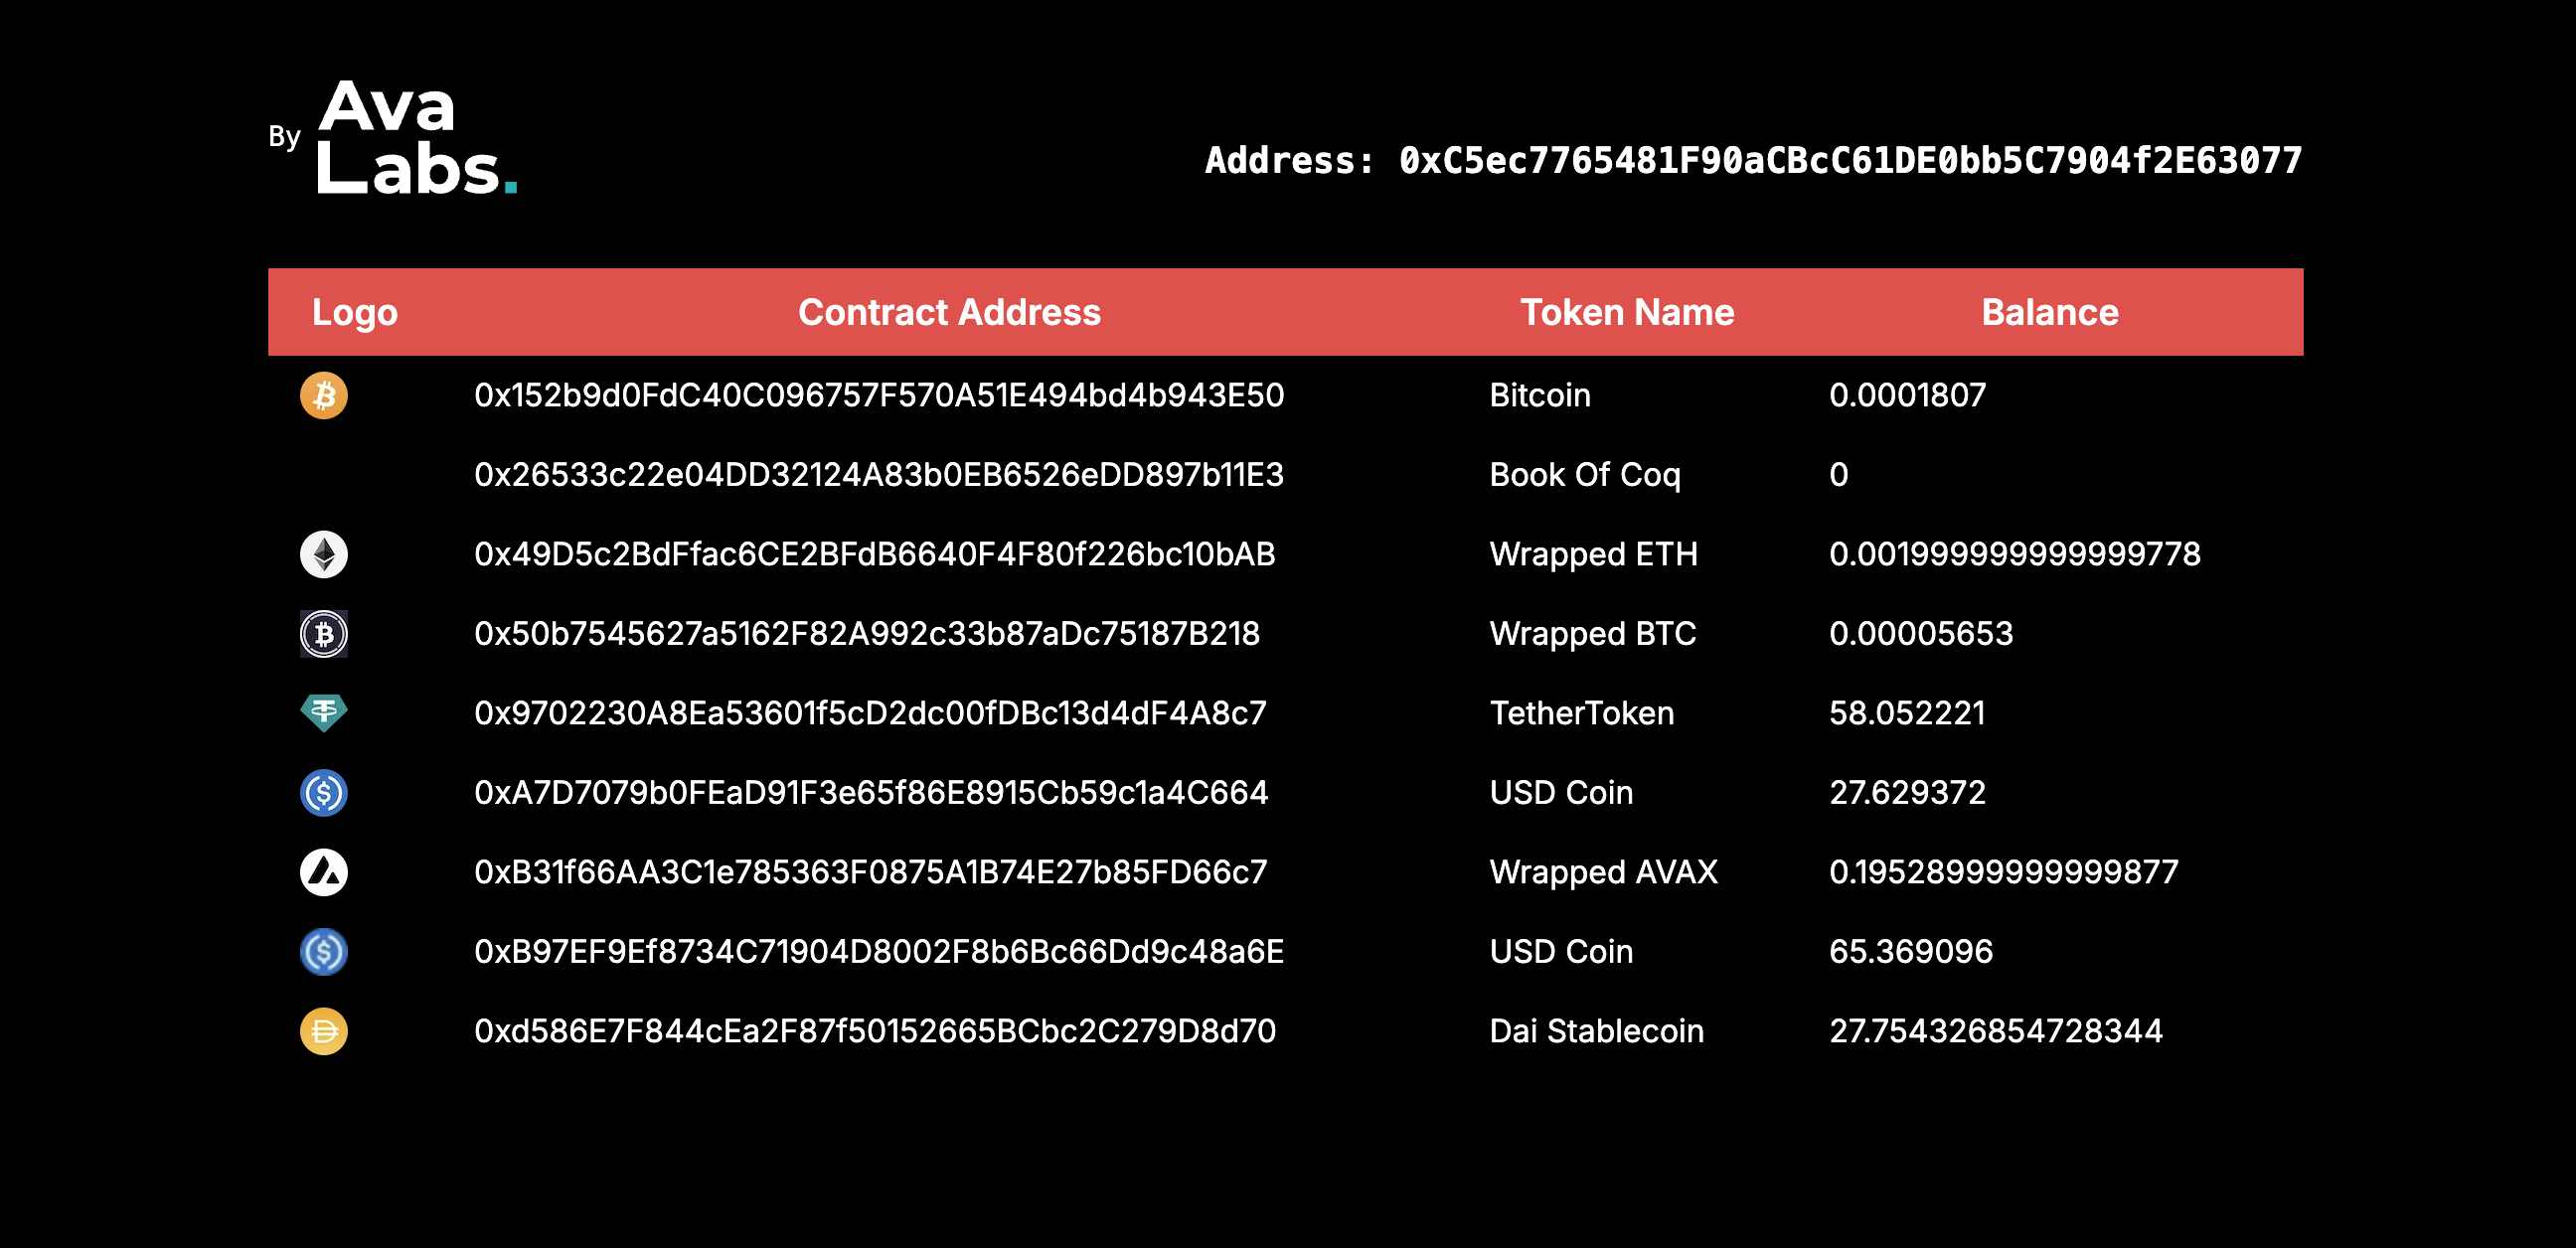 By Ava Labs.
Address: 0xC5ec7765481F90aCBcC61DE0bb5C7904f2E63077
Logo Contract Address Token Name Balance
0x152b9d0FdC40C096757F570A51E494bd4b943E50 Bitcoin 0.0001807
0x26533c22e04DD32124A83b0EB6526eDD897b11E3 Book Of Coq 0
0x49D5c2BdFfac6CE2BFdB6640F4F80f226bc10bAB Wrapped ETH 0.001999999999999778
0x50b7545627a5162F82A992c33b87aDc75187B218 Wrapped BTC 0.00005653
0x9702230A8Ea53601f5cD2dc00fDBc13d4dF4A8c7 TetherToken 58.052221
0xA7D7079b0FEaD91F3e65f86E8915Cb59c1a4C664 USD Coin 27.629372
0xB31f66AA3C1e785363F0875A1B74E27b85FD66c7 Wrapped AVAX 0.19528999999999877
0xB97EF9Ef8734C71904D8002F8b6Bc66Dd9c48a6E USD Coin 65.369096
0xd586E7F844cEa2F87f50152665BCbc2C279D8d70 Dai Stablecoin 27.754326854728344